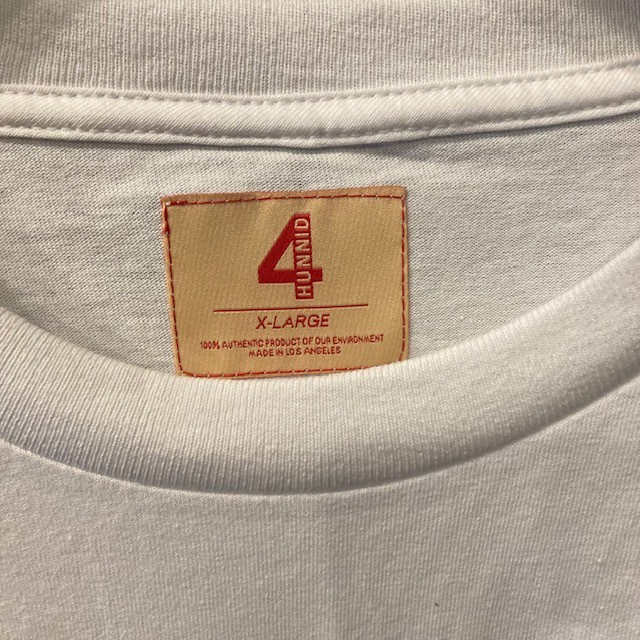 4
HUNNID
X-LARGE
100% AUTHENTIC PRODUCT OF OUR ENVIRONMENT
MADE IN LOS ANGELES